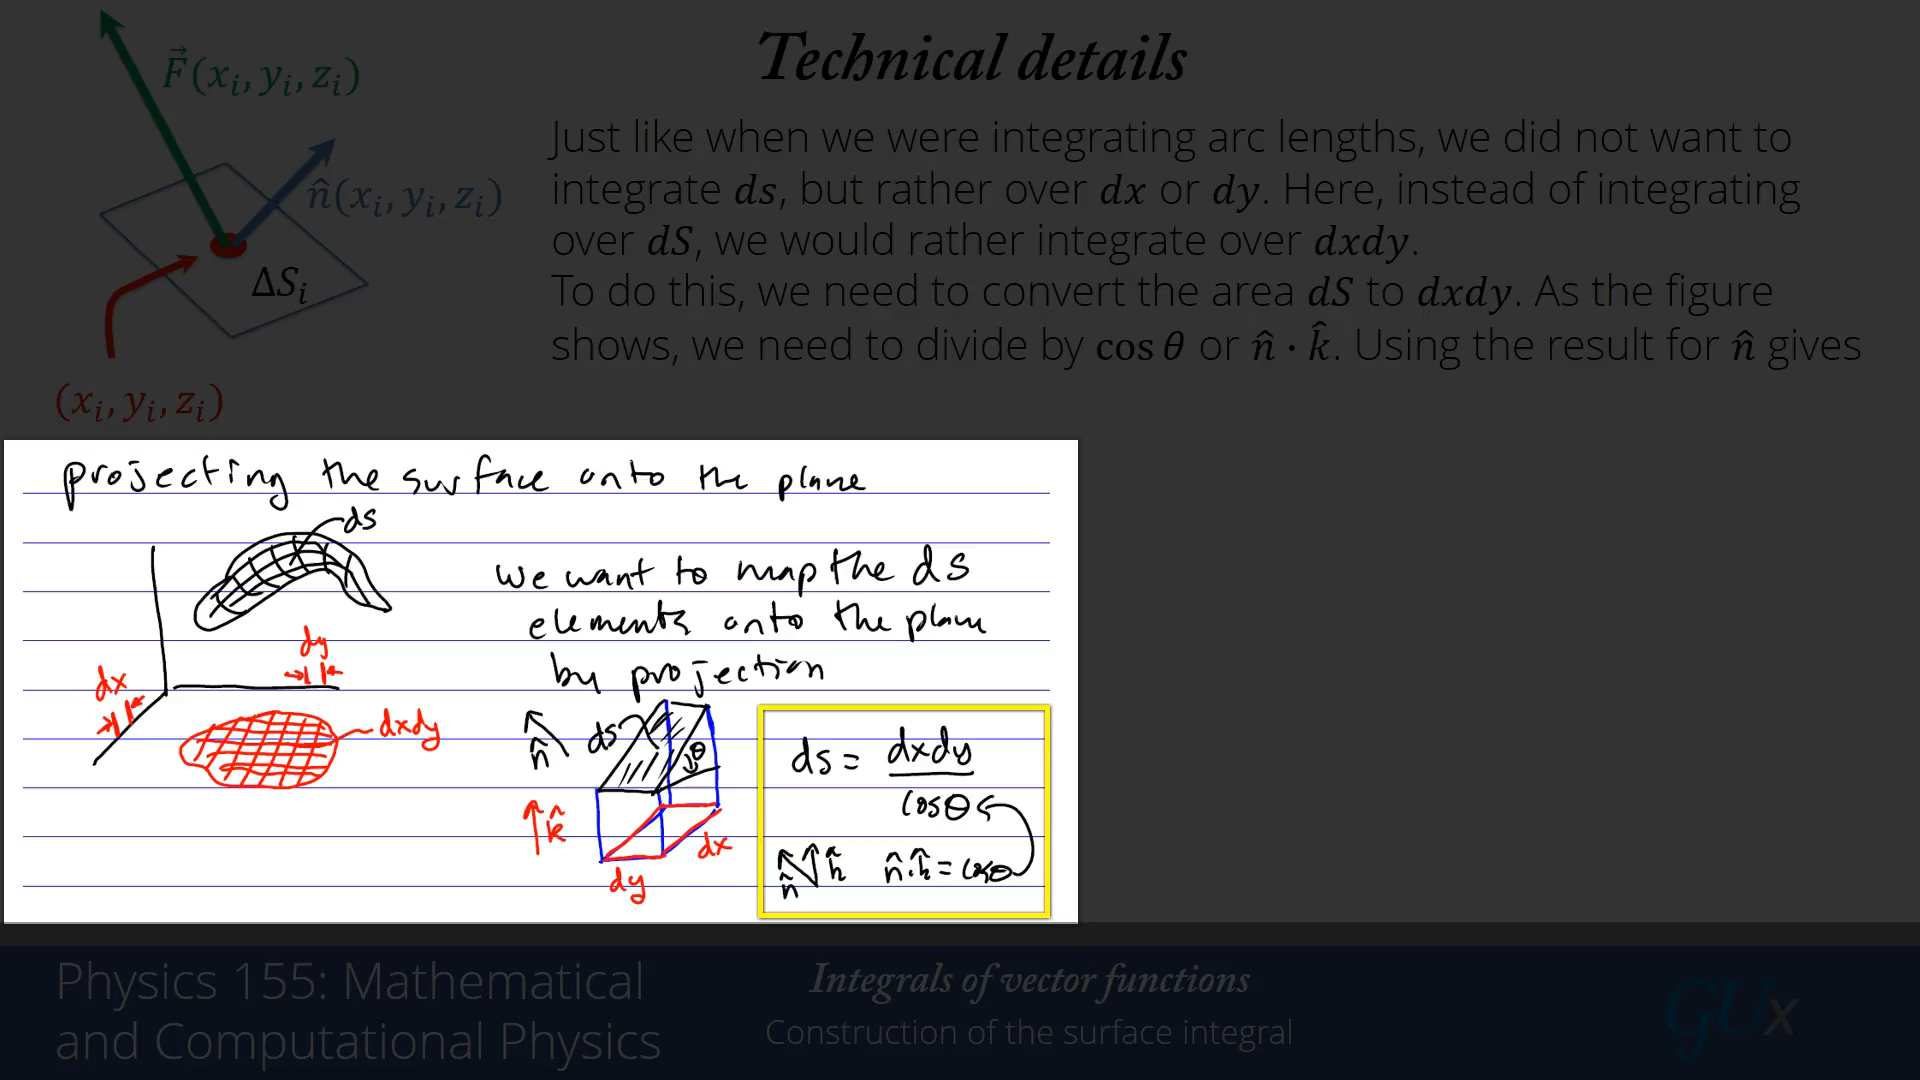 Technical details
F⃗(xᵢ, yᵢ, zᵢ)
n̂(xᵢ, yᵢ, zᵢ)
ΔSᵢ
(xᵢ, yᵢ, zᵢ)
Just like when we were integrating arc lengths, we did not want to
integrate ds, but rather over dx or dy. Here, instead of integrating
over dS, we would rather integrate over dxdy.
To do this, we need to convert the area dS to dxdy. As the figure
shows, we need to divide by cos θ or n̂ · k̂. Using the result for n̂ gives
projecting the surface onto the plane
ds
we want to map the ds
elements onto the plane
by projection
dy
dx
dxdy
n̂
ds
θ
k̂
dx
dy
ds = dxdy
cosθ
n̂ k̂ n̂·k̂ = cosθ
Physics 155: Mathematical
and Computational Physics
Integrals of vector functions
Construction of the surface integral
GUx